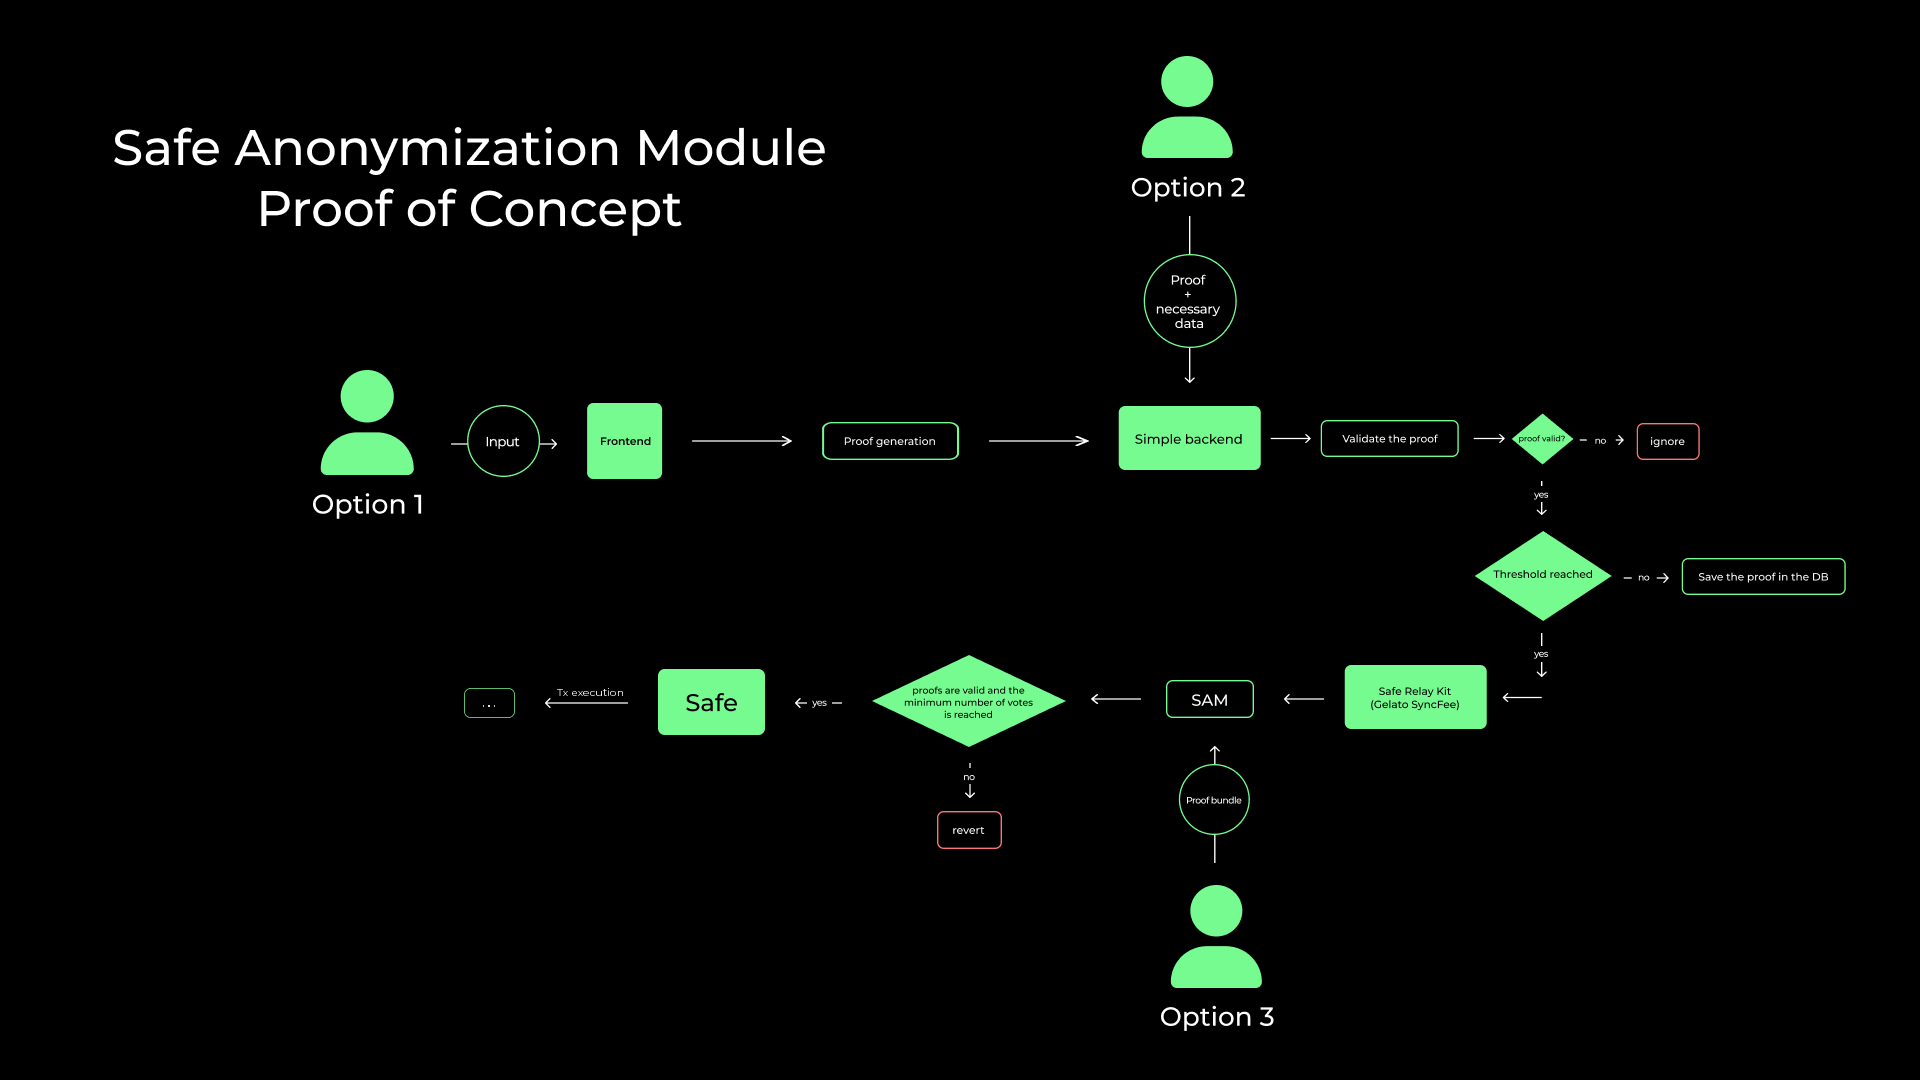 Safe Anonymization Module
Proof of Concept
Option 2
Proof
+
necessary
data
Option 1
Input
Frontend
Proof generation
Simple backend
Validate the proof
proof valid?
no
ignore
yes
Threshold reached
no
Save the proof in the DB
yes
Safe Relay Kit
(Gelato SyncFee)
SAM
proofs are valid and the
minimum number of votes
is reached
yes
Safe
Tx execution
...
no
revert
Proof bundle
Option 3